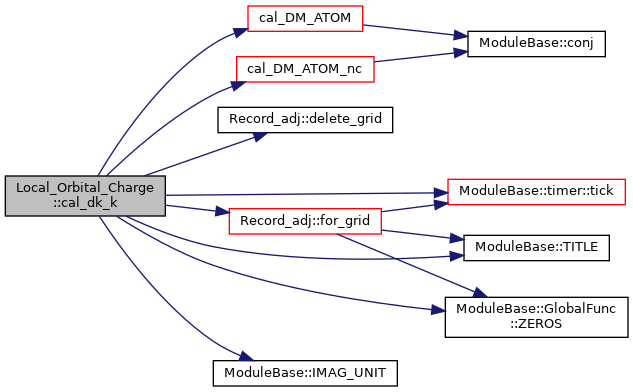 cal_DM_ATOM
ModuleBase::conj
cal_DM_ATOM_nc
Record_adj::delete_grid
Local_Orbital_Charge
::cal_dk_k
ModuleBase::timer::tick
Record_adj::for_grid
ModuleBase::TITLE
ModuleBase::GlobalFunc
::ZEROS
ModuleBase::IMAG_UNIT